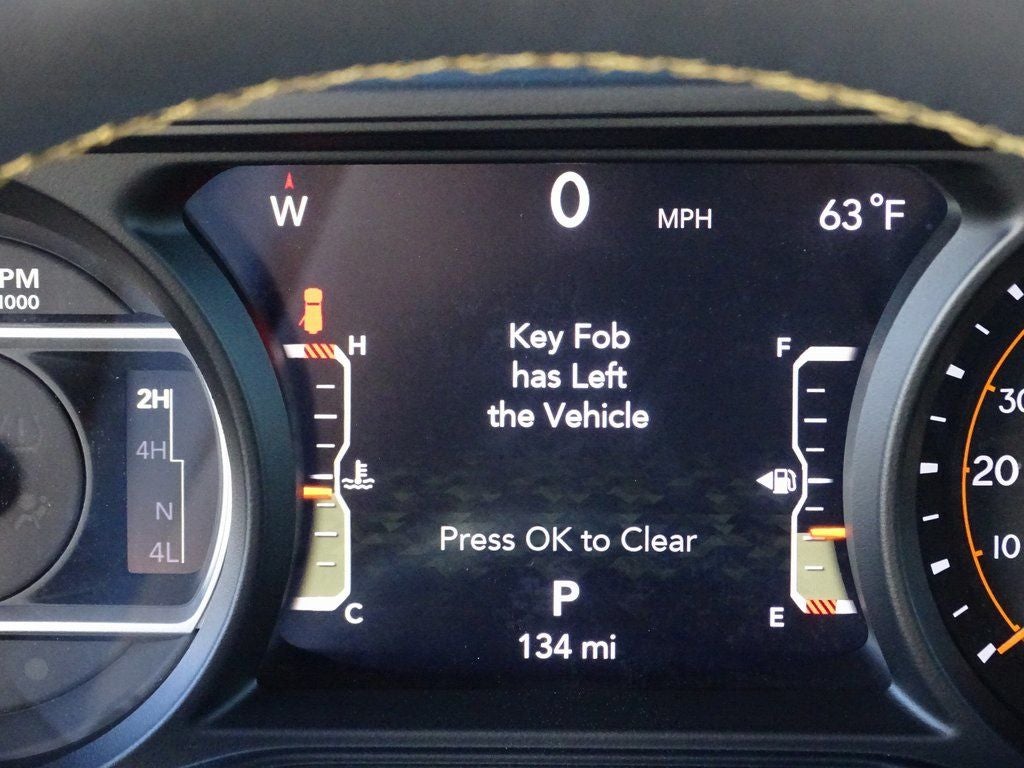 W
0 MPH
63°F
PM
1000
H
F
Key Fob
has Left
the Vehicle
2H
4H
N
4L
30
20
10
Press OK to Clear
C
E
P
134 mi